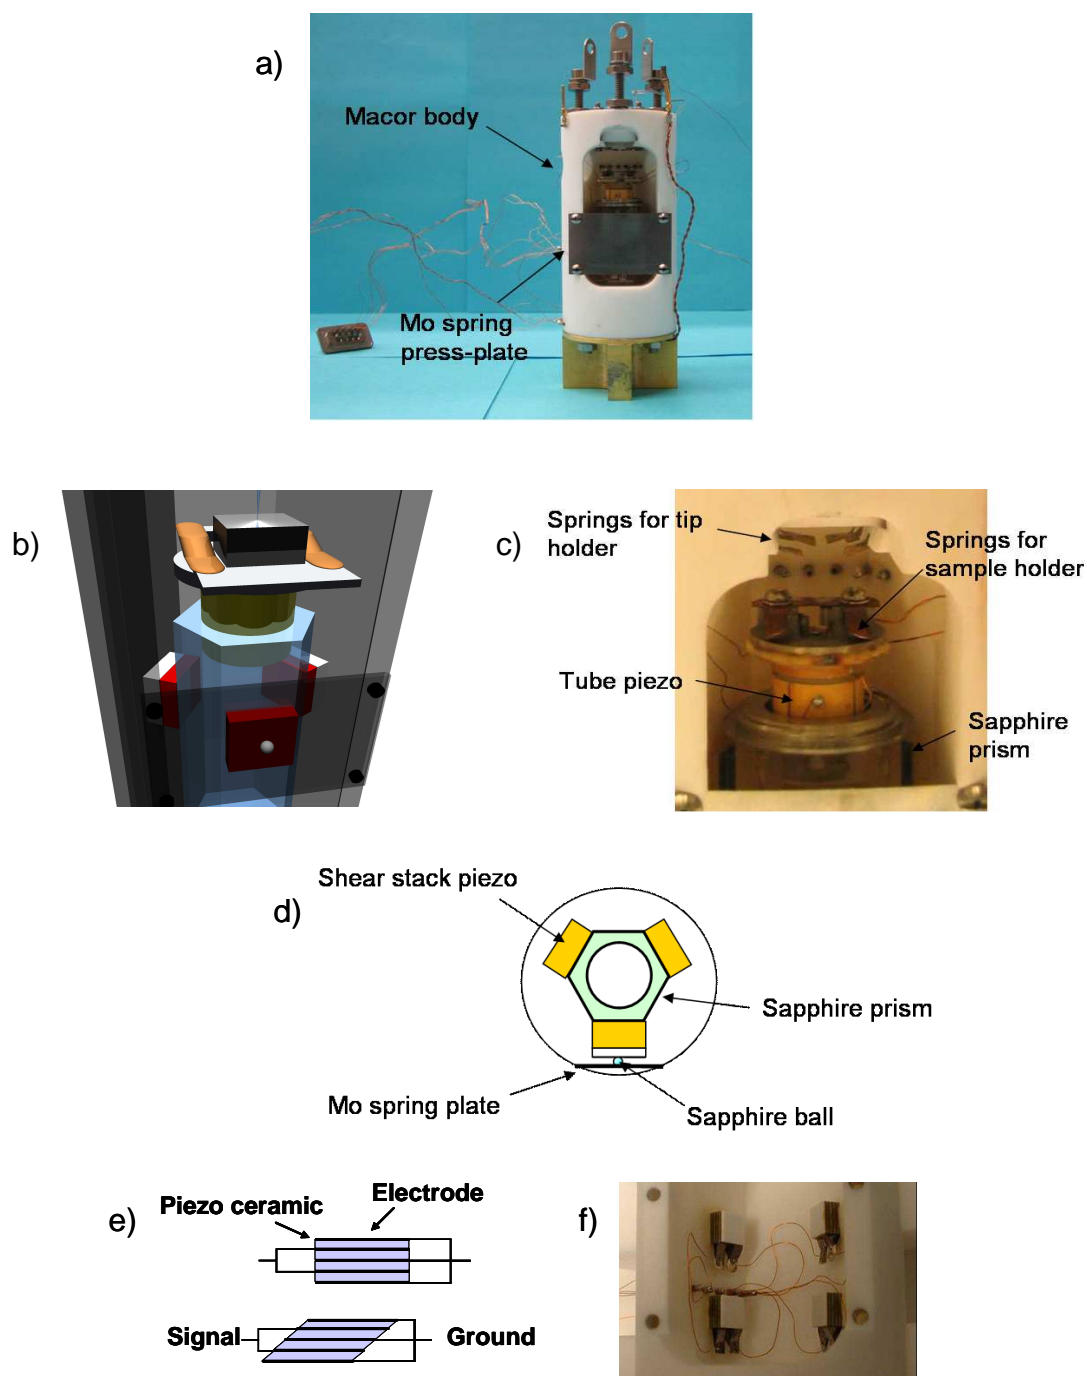 a)
Macor body
Mo spring
press-plate
b)
c)
Springs for tip
holder
Springs for
sample holder
Tube piezo
Sapphire
prism
d)
Shear stack piezo
Sapphire prism
Mo spring plate
Sapphire ball
e)
Piezo ceramic
Electrode
Signal
Ground
f)